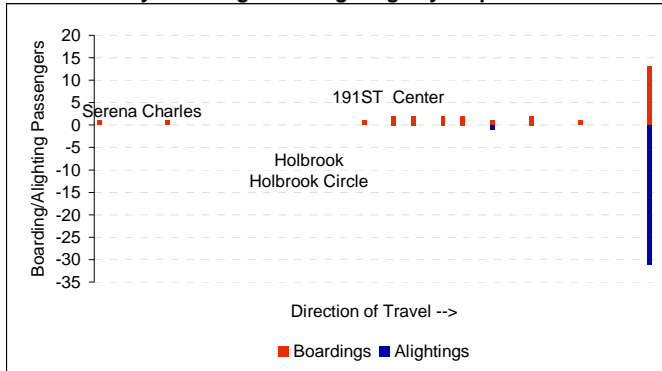 20
15
10
5
0
-5
-10
-15
-20
-25
-30
-35
Boarding/Alighting Passengers
Serena Charles
191ST Center
Holbrook
Holbrook Circle
Direction of Travel -->
Boardings
Alightings